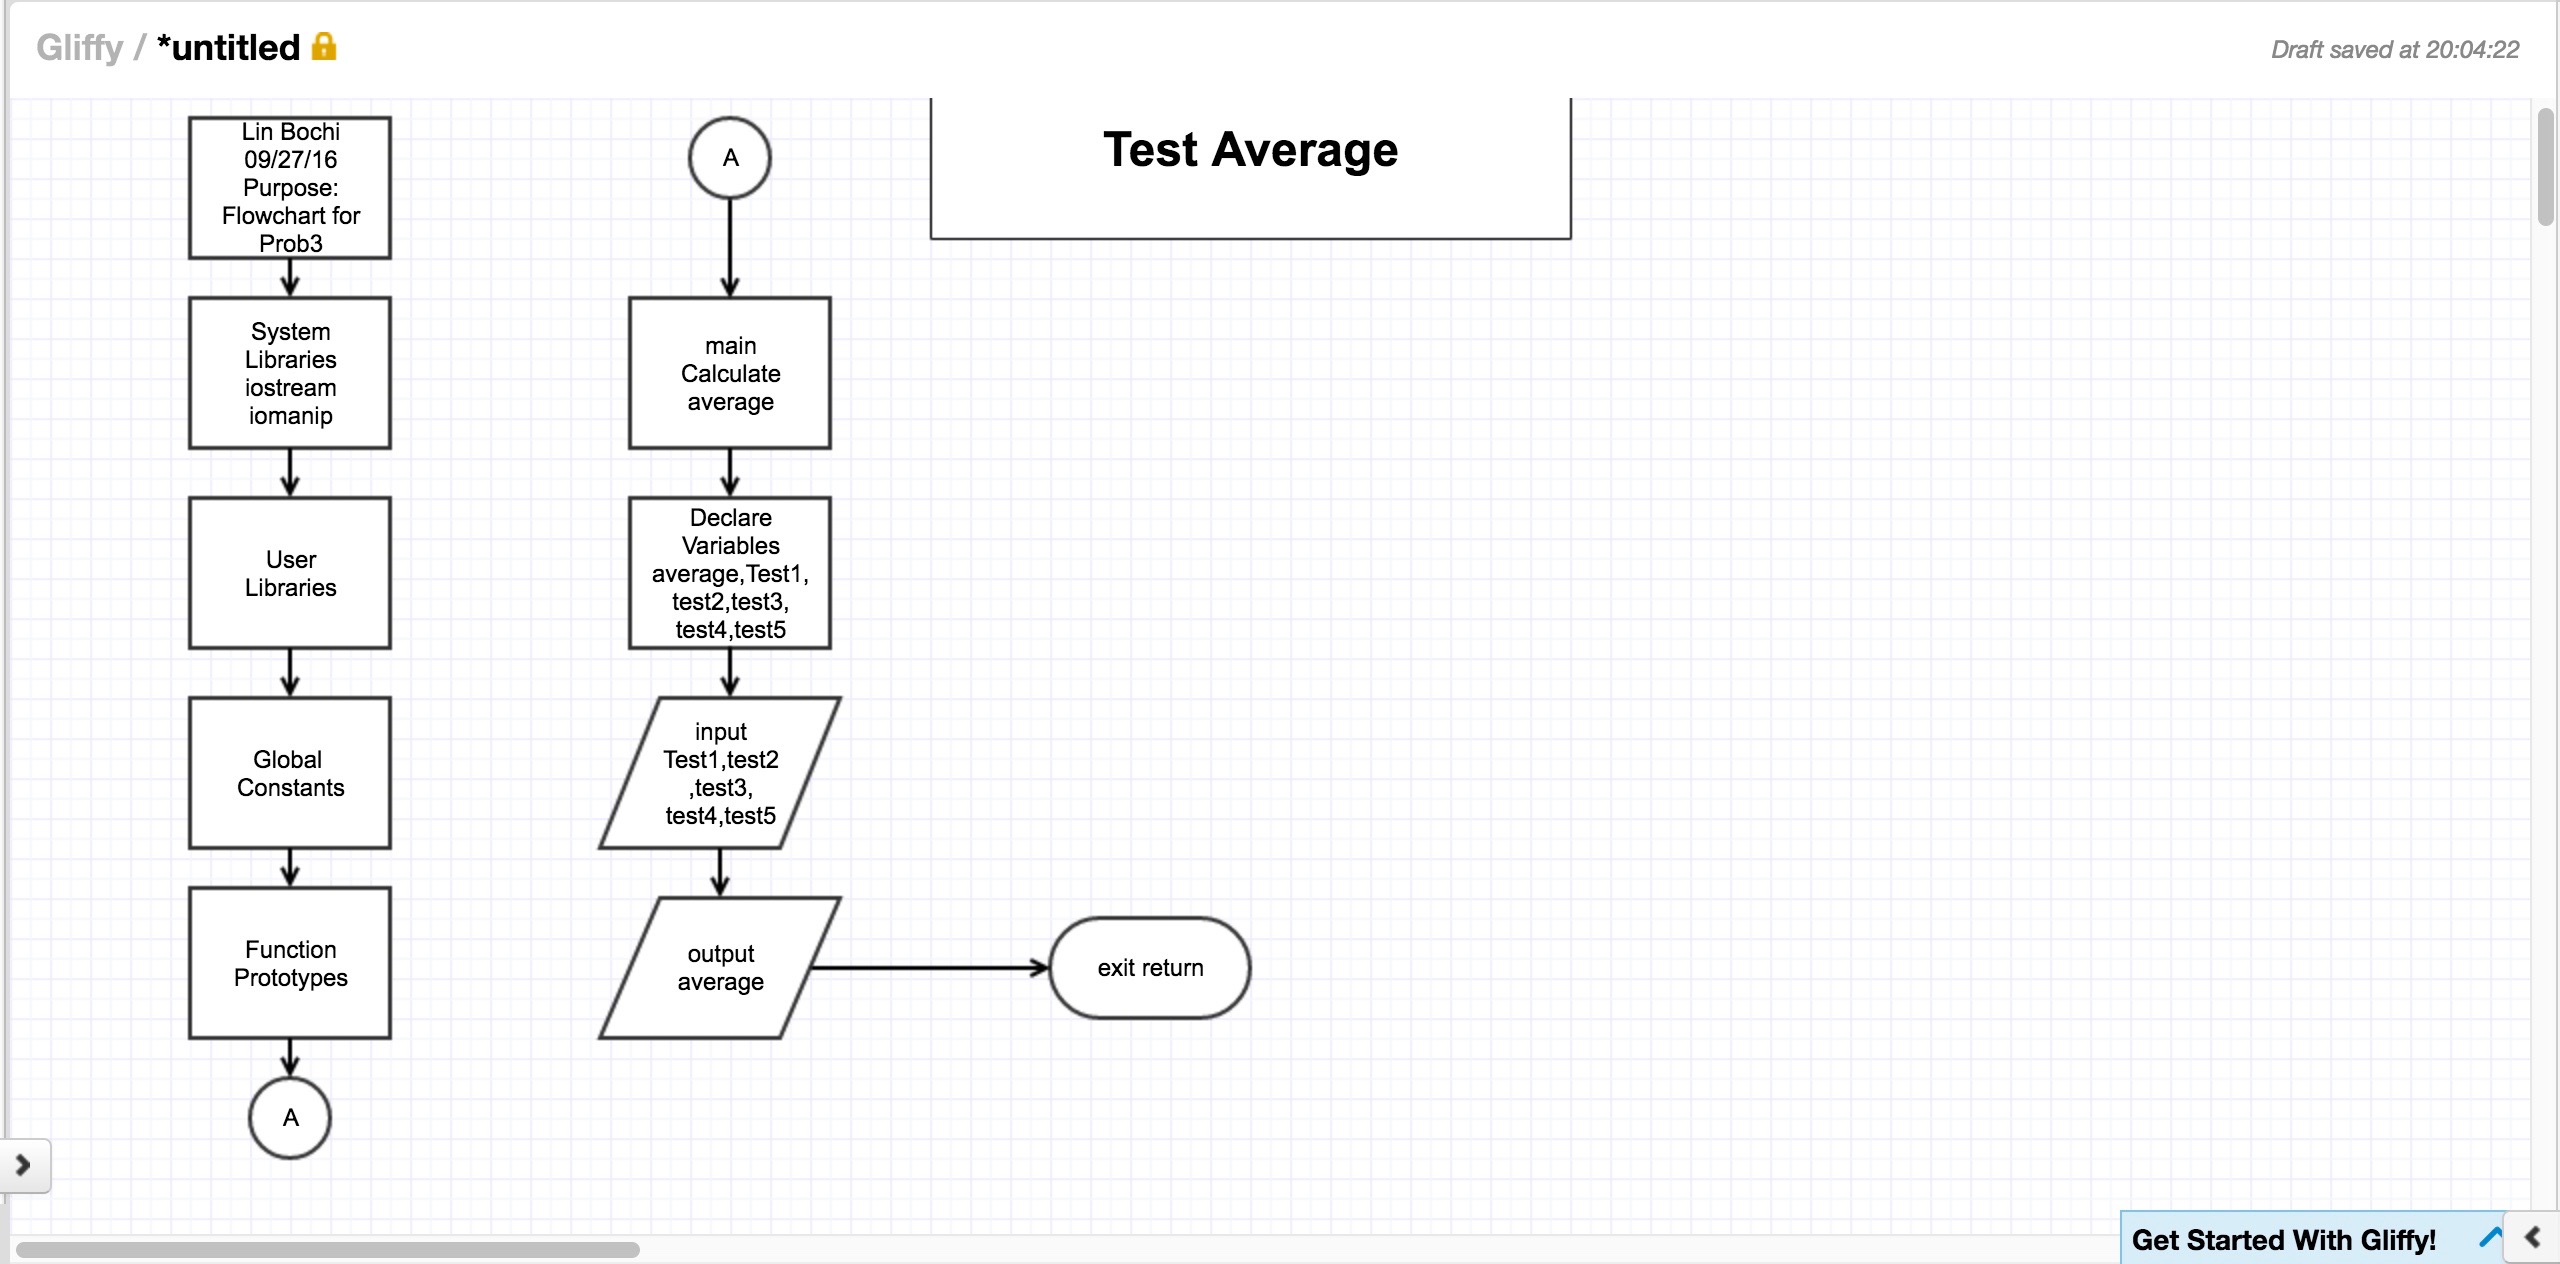 Gliffy / *untitled
Draft saved at 20:04:22
Test Average
Lin Bochi
09/27/16
Purpose:
Flowchart for
Prob3
System
Libraries
iostream
iomanip
User
Libraries
Global
Constants
Function
Prototypes
A
A
main
Calculate
average
Declare
Variables
average,Test1,
test2,test3,
test4,test5
input
Test1,test2
,test3,
test4,test5
output
average
exit return
Get Started With Gliffy!